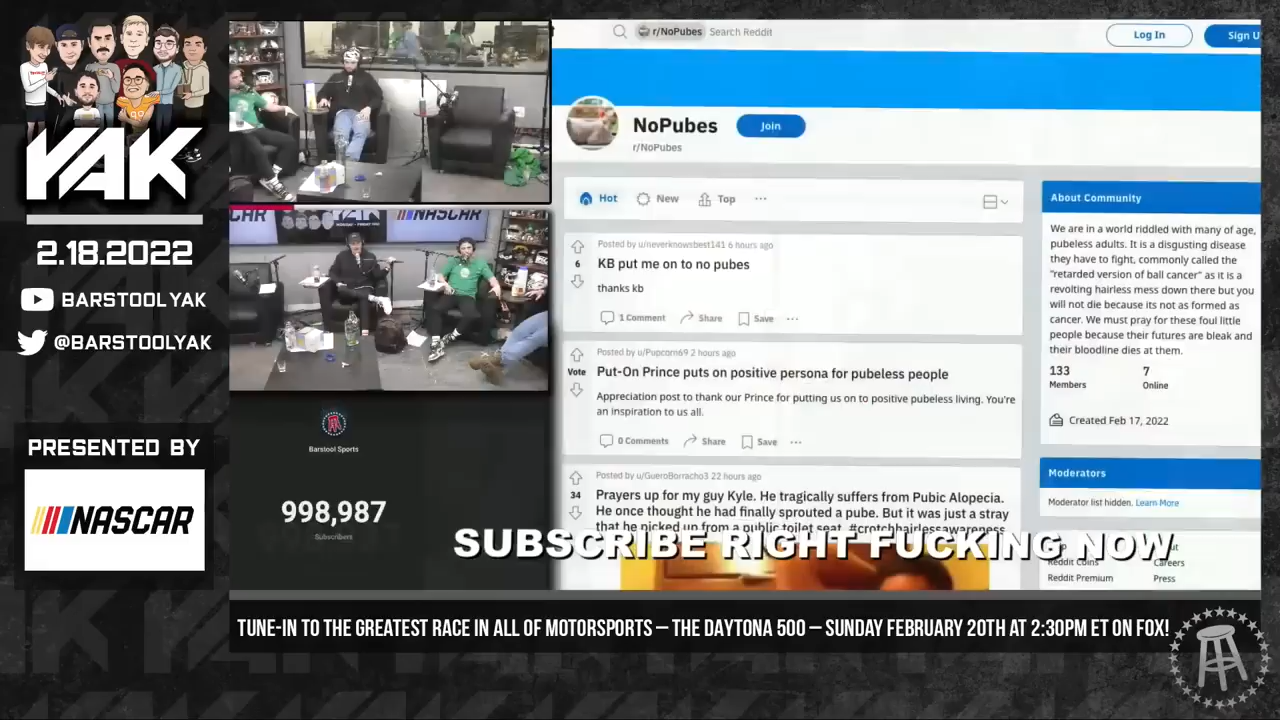 YAK
2.18.2022
BARSTOOL YAK
@BARSTOOLYAK
PRESENTED BY
NASCAR
NASCAR
YAK
Barstool Sports
998,987
Subscribers
r/NoPubes Search Reddit
Log In
Sign U
NoPubes
Join
r/NoPubes
Hot
New
Top
Posted by u/neverknowsbest141 6 hours ago
6
KB put me on to no pubes
thanks kb
1 Comment
Share
Save
Posted by u/Pupcorn69 2 hours ago
Vote
Put-On Prince puts on positive persona for pubeless people
Appreciation post to thank our Prince for putting us on to positive pubeless living. You're
an inspiration to us all.
0 Comments
Share
Save
Posted by u/GueroBorracho3 22 hours ago
34
Prayers up for my guy Kyle. He tragically suffers from Pubic Alopecia.
He once thought he had finally sprouted a pube. But it was just a stray
that he picked up from a public toilet seat. #crotchhairlessawareness
About Community
We are in a world riddled with many of age,
pubeless adults. It is a disgusting disease
they have to fight, commonly called the
"retarded version of ball cancer" as it is a
revolting hairless mess down there but you
will not die because its not as formed as
cancer. We must pray for these foul little
people because their futures are bleak and
their bloodline dies at them.
133
Members
7
Online
Created Feb 17, 2022
Moderators
Moderator list hidden. Learn More
Reddit Coins
Careers
Reddit Premium
Press
SUBSCRIBE RIGHT FUCKING NOW
TUNE-IN TO THE GREATEST RACE IN ALL OF MOTORSPORTS – THE DAYTONA 500 – SUNDAY FEBRUARY 20TH AT 2:30PM ET ON FOX!